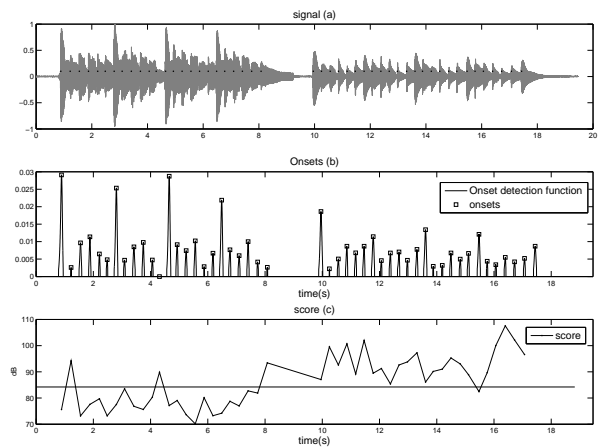 signal (a)
1
0.5
0
−0.5
−1
0 2 4 6 8 10 12 14 16 18 20
Onsets (b)
0.03
0.025
0.02
0.015
0.01
0.005
0
Onset detection function
onsets
0 2 4 6 8 10 12 14 16 18 20
time(s)
score (c)
110
100
90
80
70
dB
score
0 2 4 6 8 10 12 14 16 18
time(s)